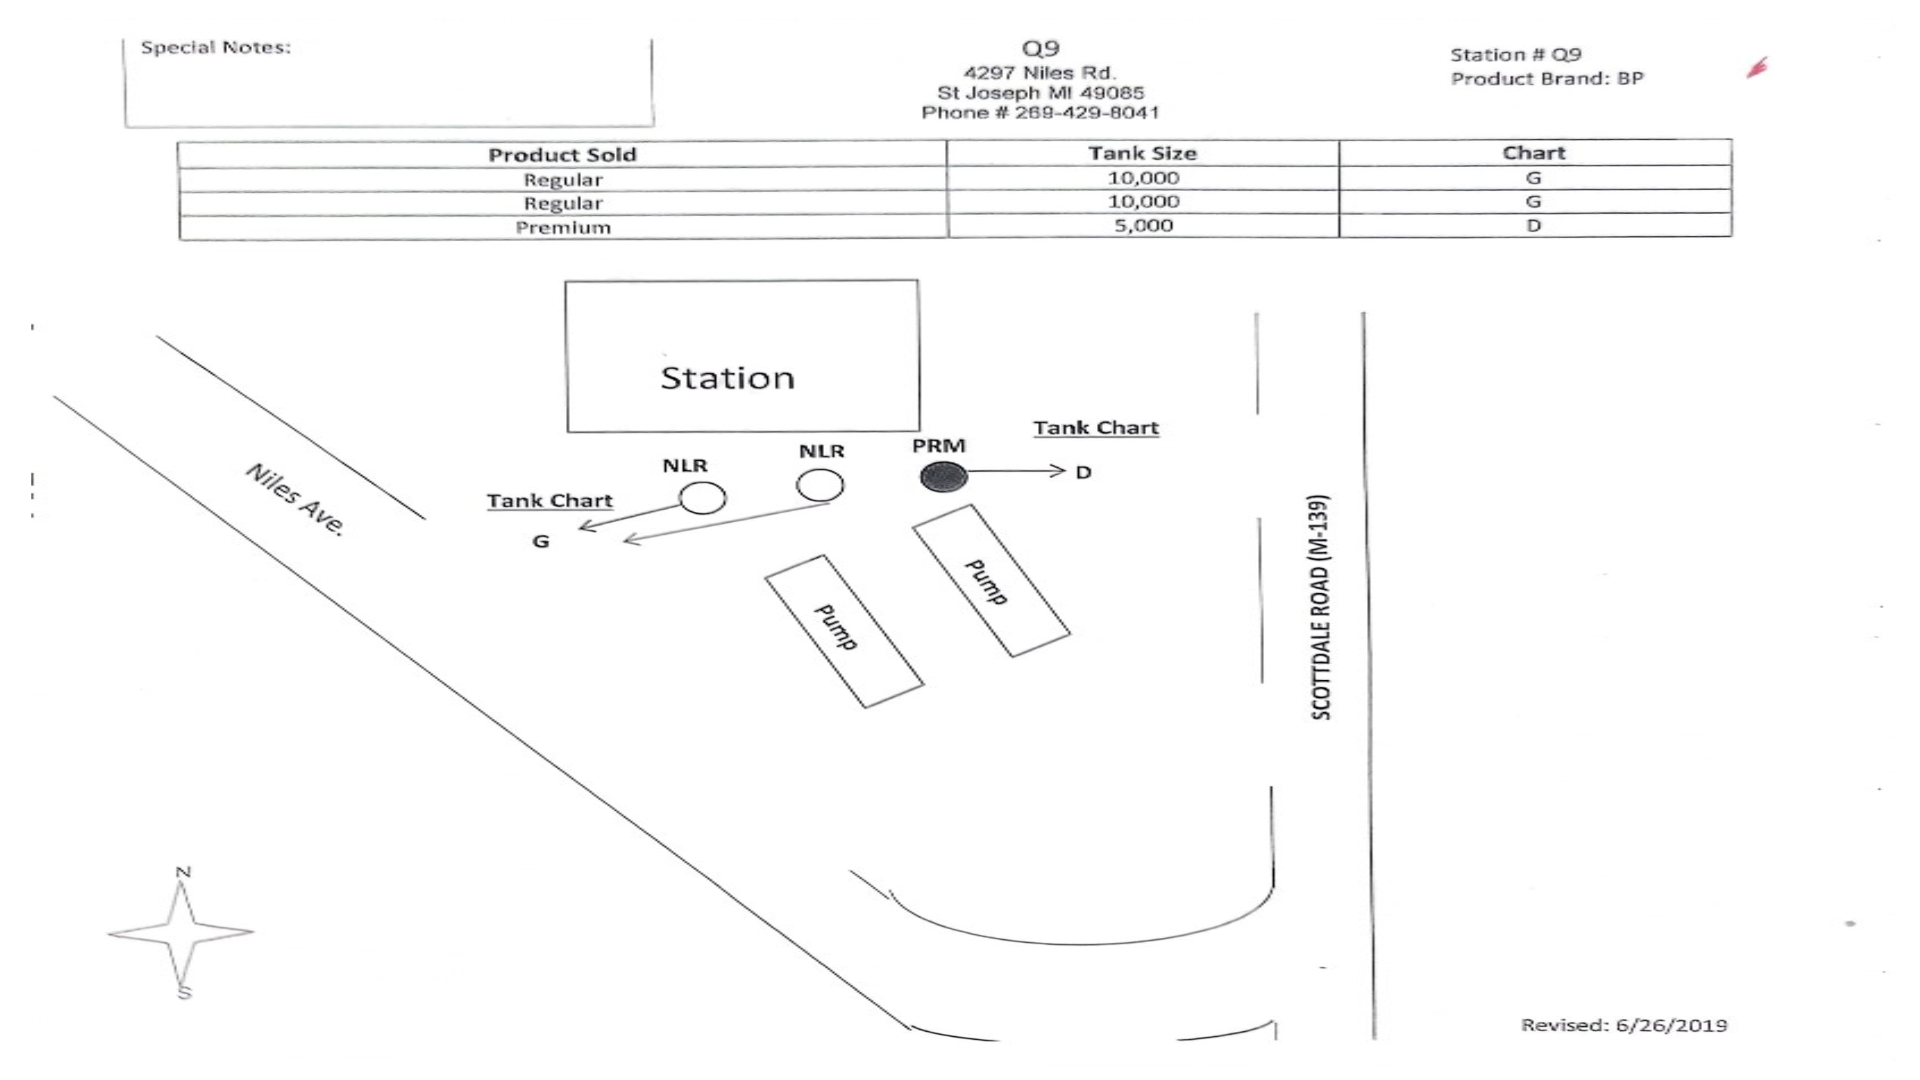 Special Notes:
Q9
4297 Niles Rd.
St Joseph MI 49085
Phone # 269-429-8041
Station # Q9
Product Brand: BP
Product Sold Tank Size Chart
Regular 10,000 G
Regular 10,000 G
Premium 5,000 D
Station
Tank Chart
NLR
NLR
PRM
D
Tank Chart
G
Niles Ave.
Pump
Pump
SCOTTDALE ROAD (M-139)
N
S
Revised: 6/26/2019